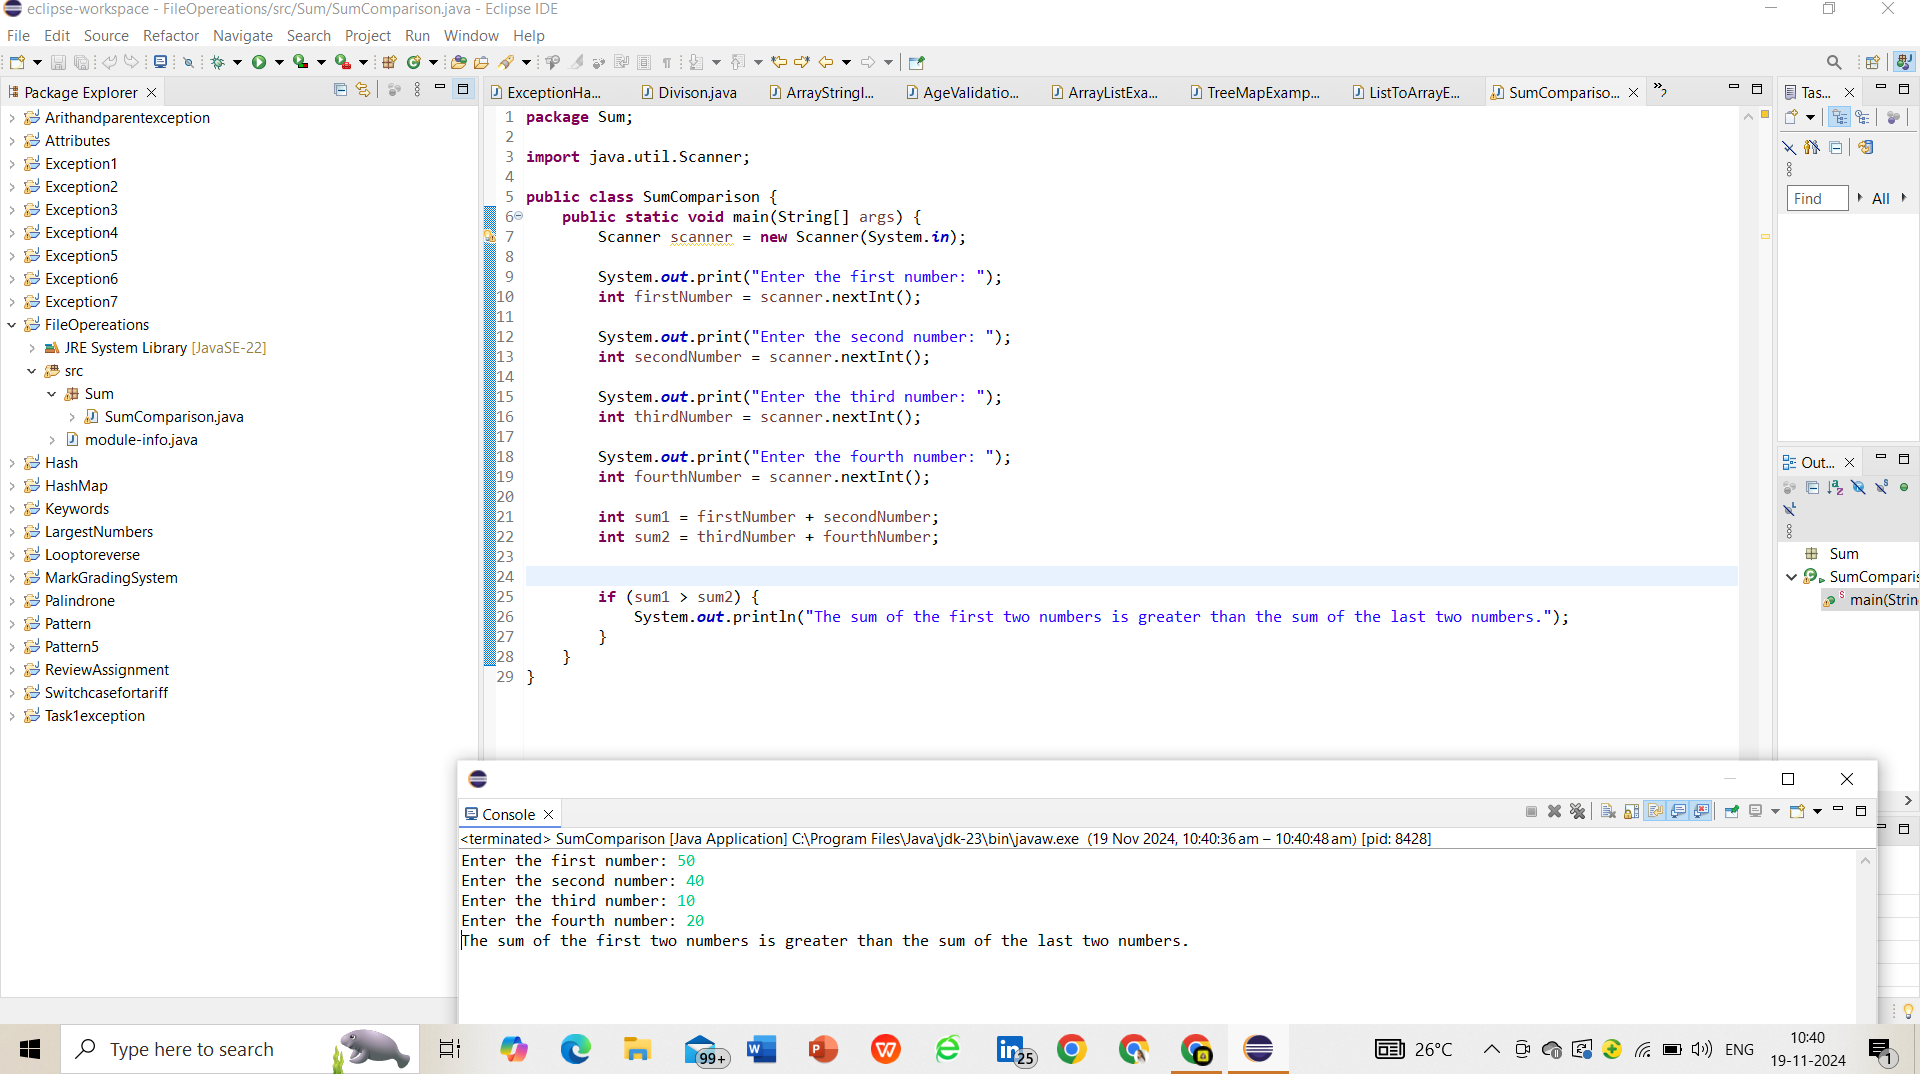 eclipse-workspace - FileOpereations/src/Sum/SumComparison.java - Eclipse IDE
File Edit Source Refactor Navigate Search Project Run Window Help
Package Explorer
Arithandparentexception
Attributes
Exception1
Exception2
Exception3
Exception4
Exception5
Exception6
Exception7
FileOpereations
JRE System Library [JavaSE-22]
src
Sum
SumComparison.java
module-info.java
Hash
HashMap
Keywords
LargestNumbers
Looptoreverse
MarkGradingSystem
Palindrone
Pattern
Pattern5
ReviewAssignment
Switchcasefortariff
Task1exception
ExceptionHa... Divison.java ArrayStringI... AgeValidatio... ArrayListExa... TreeMapExamp... ListToArrayE... SumCompariso... »2
1 package Sum;
2
3 import java.util.Scanner;
4
5 public class SumComparison {
6 public static void main(String[] args) {
7 Scanner scanner = new Scanner(System.in);
8
9 System.out.print("Enter the first number: ");
10 int firstNumber = scanner.nextInt();
11
12 System.out.print("Enter the second number: ");
13 int secondNumber = scanner.nextInt();
14
15 System.out.print("Enter the third number: ");
16 int thirdNumber = scanner.nextInt();
17
18 System.out.print("Enter the fourth number: ");
19 int fourthNumber = scanner.nextInt();
20
21 int sum1 = firstNumber + secondNumber;
22 int sum2 = thirdNumber + fourthNumber;
23
24
25 if (sum1 > sum2) {
26 System.out.println("The sum of the first two numbers is greater than the sum of the last two numbers.");
27 }
28 }
29 }
Tas...
Find All
Out...
Sum
SumComparis
main(Strin
Console
<terminated> SumComparison [Java Application] C:\Program Files\Java\jdk-23\bin\javaw.exe (19 Nov 2024, 10:40:36 am – 10:40:48 am) [pid: 8428]
Enter the first number: 50
Enter the second number: 40
Enter the third number: 10
Enter the fourth number: 20
The sum of the first two numbers is greater than the sum of the last two numbers.
Type here to search
99+
25
26°C
ENG
10:40
19-11-2024
1